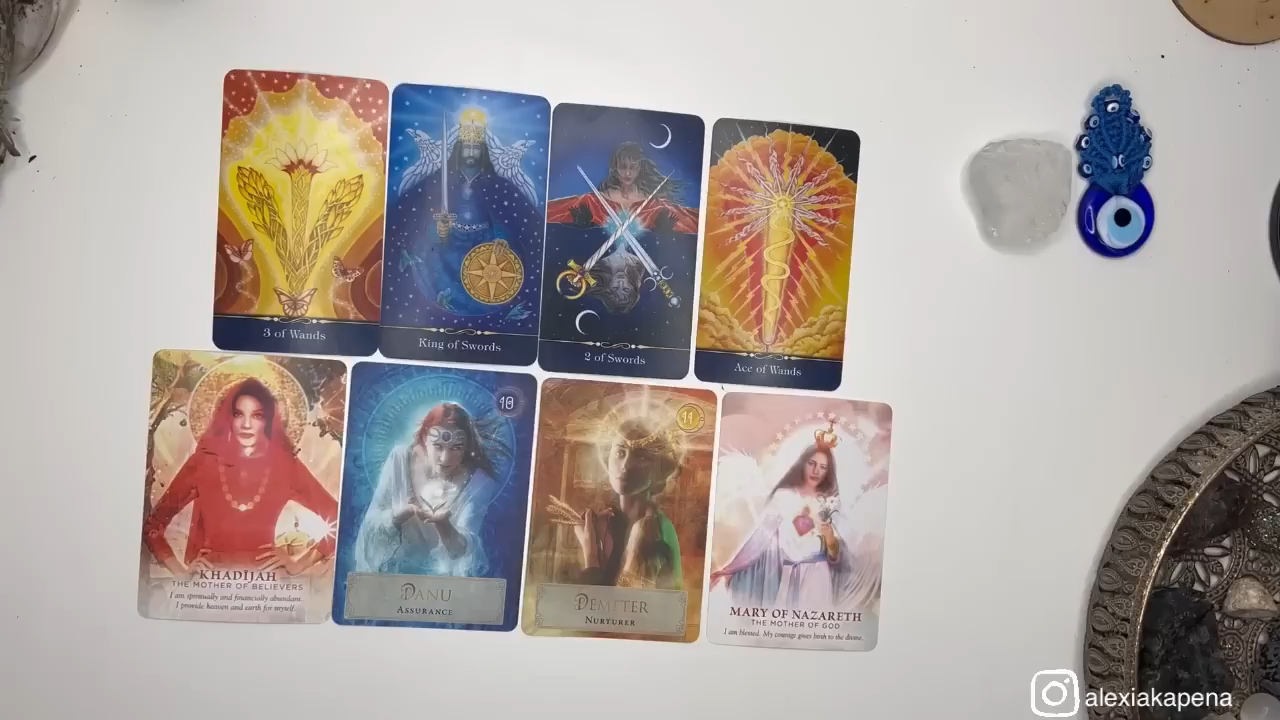 3 of Wands
King of Swords
2 of Swords
Ace of Wands
KHADIJAH
THE MOTHER OF BELIEVERS
I am spiritually and financially abundant.
I provide heaven and earth for myself.
10
DANU
ASSURANCE
11
DEMETER
NURTURER
MARY OF NAZARETH
THE MOTHER OF GOD
I am blessed. My courage gives birth to the divine.
alexiakapena